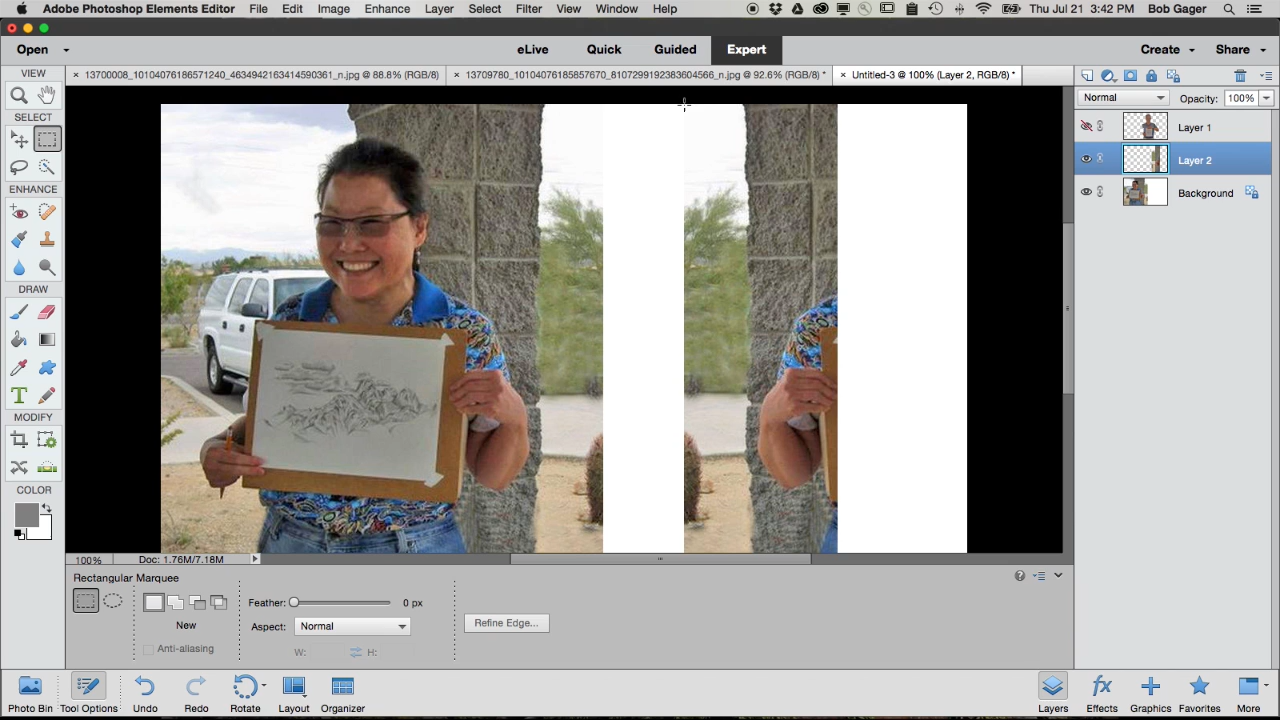 Adobe Photoshop Elements Editor File Edit Image Enhance Layer Select Filter View Window Help Thu Jul 21 3:42 PM Bob Gager
Open eLive Quick Guided Expert Create Share
VIEW
13700008_10104076186571240_4634942163414590361_n.jpg @ 88.8% (RGB/8) 13709780_10104076185857670_8107299192383604566_n.jpg @ 92.6% (RGB/8) * Untitled-3 @ 100% (Layer 2, RGB/8) *
Normal Opacity: 100%
SELECT
Layer 1
Layer 2
ENHANCE
Background
DRAW
MODIFY
COLOR
100% Doc: 1.76M/7.18M
Rectangular Marquee
Feather: 0 px
New
Aspect: Normal
Refine Edge...
Anti-aliasing
W: H:
Photo Bin Tool Options Undo Redo Rotate Layout Organizer Layers Effects Graphics Favorites More